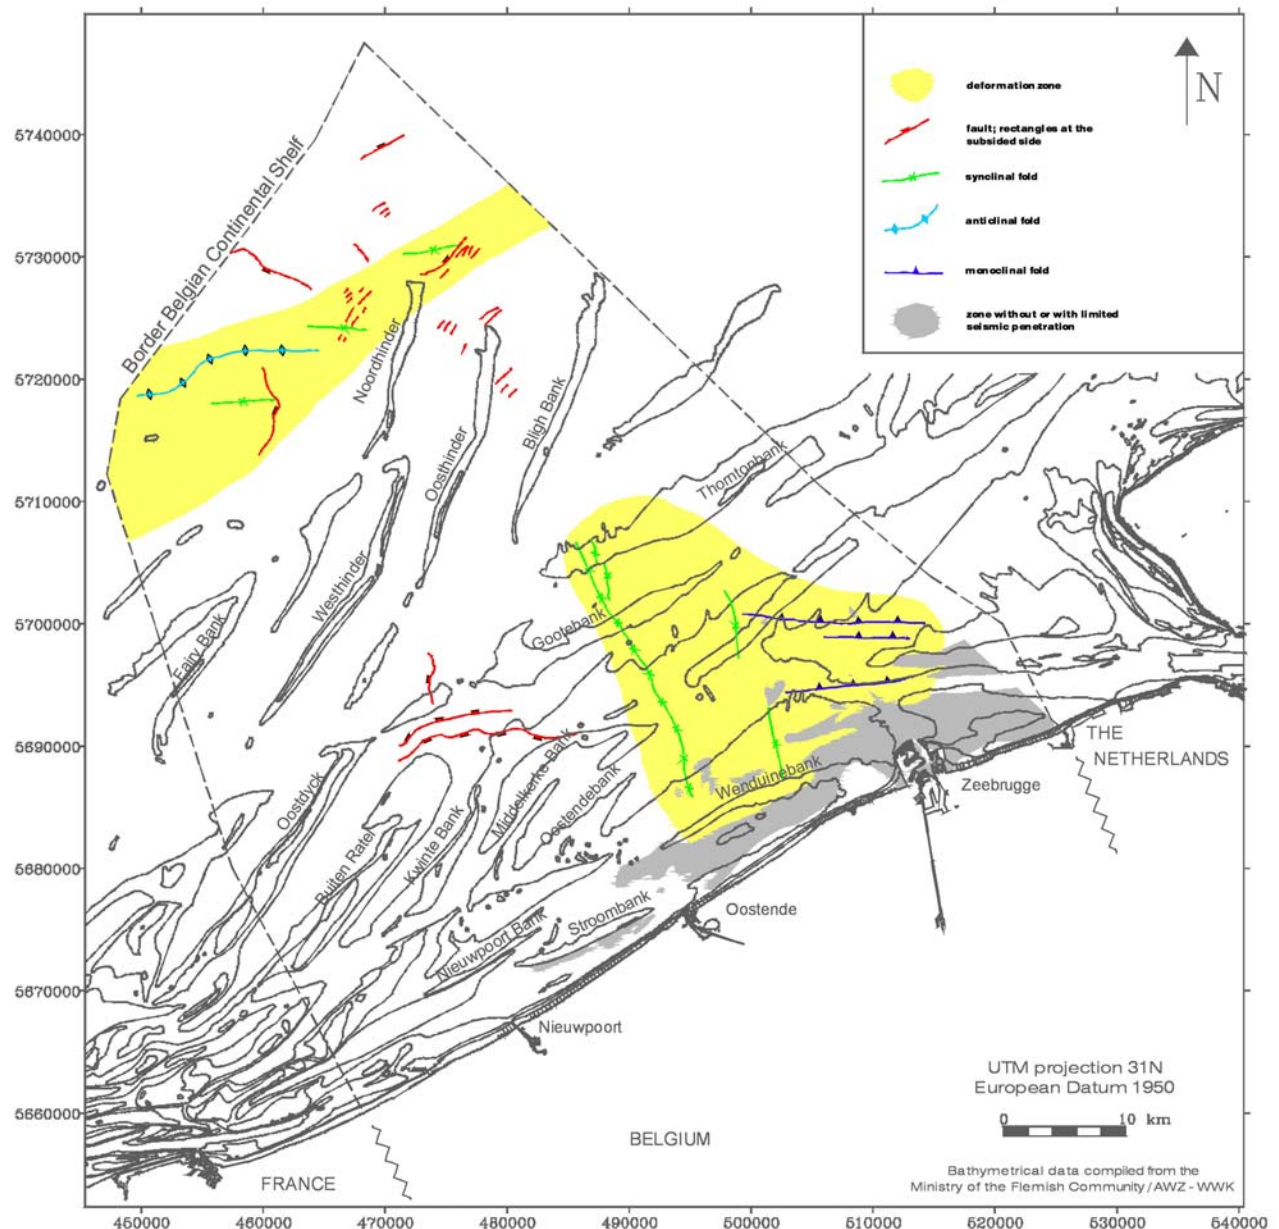 N
deformation zone
fault; rectangles at the
subsided side
synclinal fold
anticlinal fold
monoclinal fold
zone without or with limited
seismic penetration
5740000
5730000
5720000
5710000
5700000
5690000
5680000
5670000
5660000
Border Belgian Continental Shelf
Noordhinder
Oosthinder
Bligh Bank
Thorntonbank
Westhinder
Fairy Bank
Gootebank
Oostdyck
Buiten Ratel
Kwinte Bank
Middelkerke Bank
Oostendebank
Wenduinebank
Nieuwpoort Bank
Stroombank
THE
NETHERLANDS
Zeebrugge
Oostende
Nieuwpoort
BELGIUM
FRANCE
UTM projection 31N
European Datum 1950
0 10 km
Bathymetrical data compiled from the
Ministry of the Flemish Community/AWZ - WWK
450000 460000 470000 480000 490000 500000 510000 520000 530000 540000